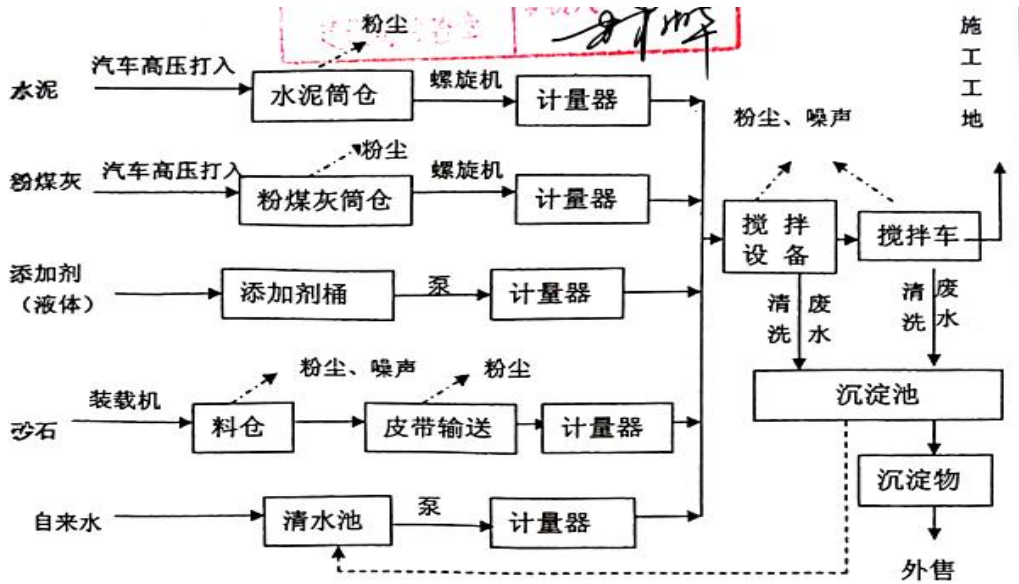 粉尘
施工工地
水泥
汽车高压打入
水泥筒仓
螺旋机
计量器
粉尘、噪声
粉煤灰
汽车高压打入
粉尘
粉煤灰筒仓
螺旋机
计量器
搅拌设备
搅拌车
添加剂
（液体）
添加剂桶
泵
计量器
清洗废水
清洗废水
粉尘、噪声
粉尘
沉淀池
砂石
装载机
料仓
皮带输送
计量器
沉淀物
自来水
清水池
泵
计量器
外售